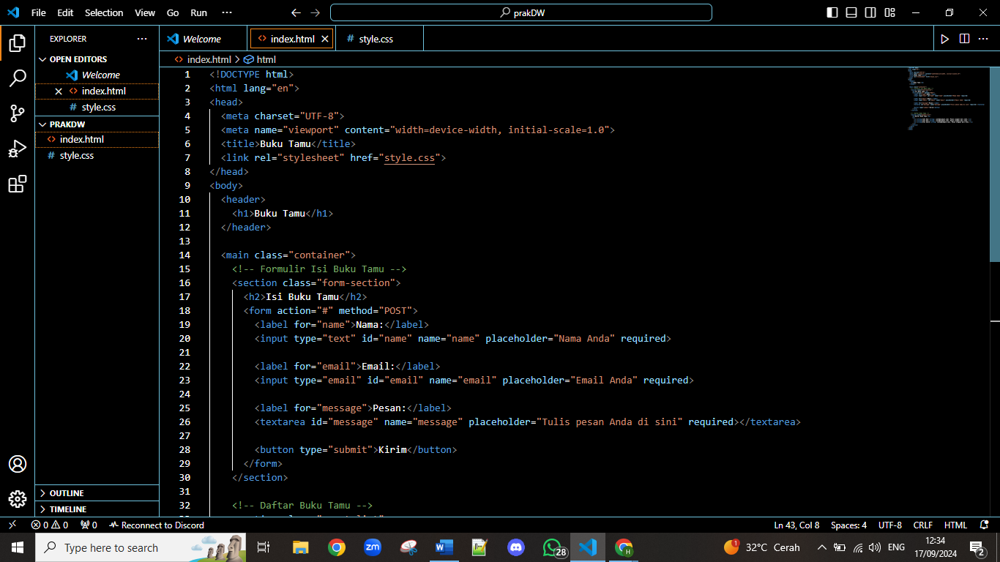 File Edit Selection View Go Run ··· prakDW
EXPLORER ···
OPEN EDITORS
Welcome
index.html
style.css
PRAKDW
index.html
style.css
OUTLINE
TIMELINE
Welcome index.html style.css
index.html > html
1 <!DOCTYPE html>
2 <html lang="en">
3 <head>
4 <meta charset="UTF-8">
5 <meta name="viewport" content="width=device-width, initial-scale=1.0">
6 <title>Buku Tamu</title>
7 <link rel="stylesheet" href="style.css">
8 </head>
9 <body>
10 <header>
11 <h1>Buku Tamu</h1>
12 </header>
13
14 <main class="container">
15 <!-- Formulir Isi Buku Tamu -->
16 <section class="form-section">
17 <h2>Isi Buku Tamu</h2>
18 <form action="#" method="POST">
19 <label for="name">Nama:</label>
20 <input type="text" id="name" name="name" placeholder="Nama Anda" required>
21
22 <label for="email">Email:</label>
23 <input type="email" id="email" name="email" placeholder="Email Anda" required>
24
25 <label for="message">Pesan:</label>
26 <textarea id="message" name="message" placeholder="Tulis pesan Anda di sini" required></textarea>
27
28 <button type="submit">Kirim</button>
29 </form>
30 </section>
31
32 <!-- Daftar Buku Tamu -->
0 0 0 Reconnect to Discord Ln 43, Col 8 Spaces: 4 UTF-8 CRLF HTML
Type here to search zm 28 H 1 32°C Cerah ENG 12:34
17/09/2024 2